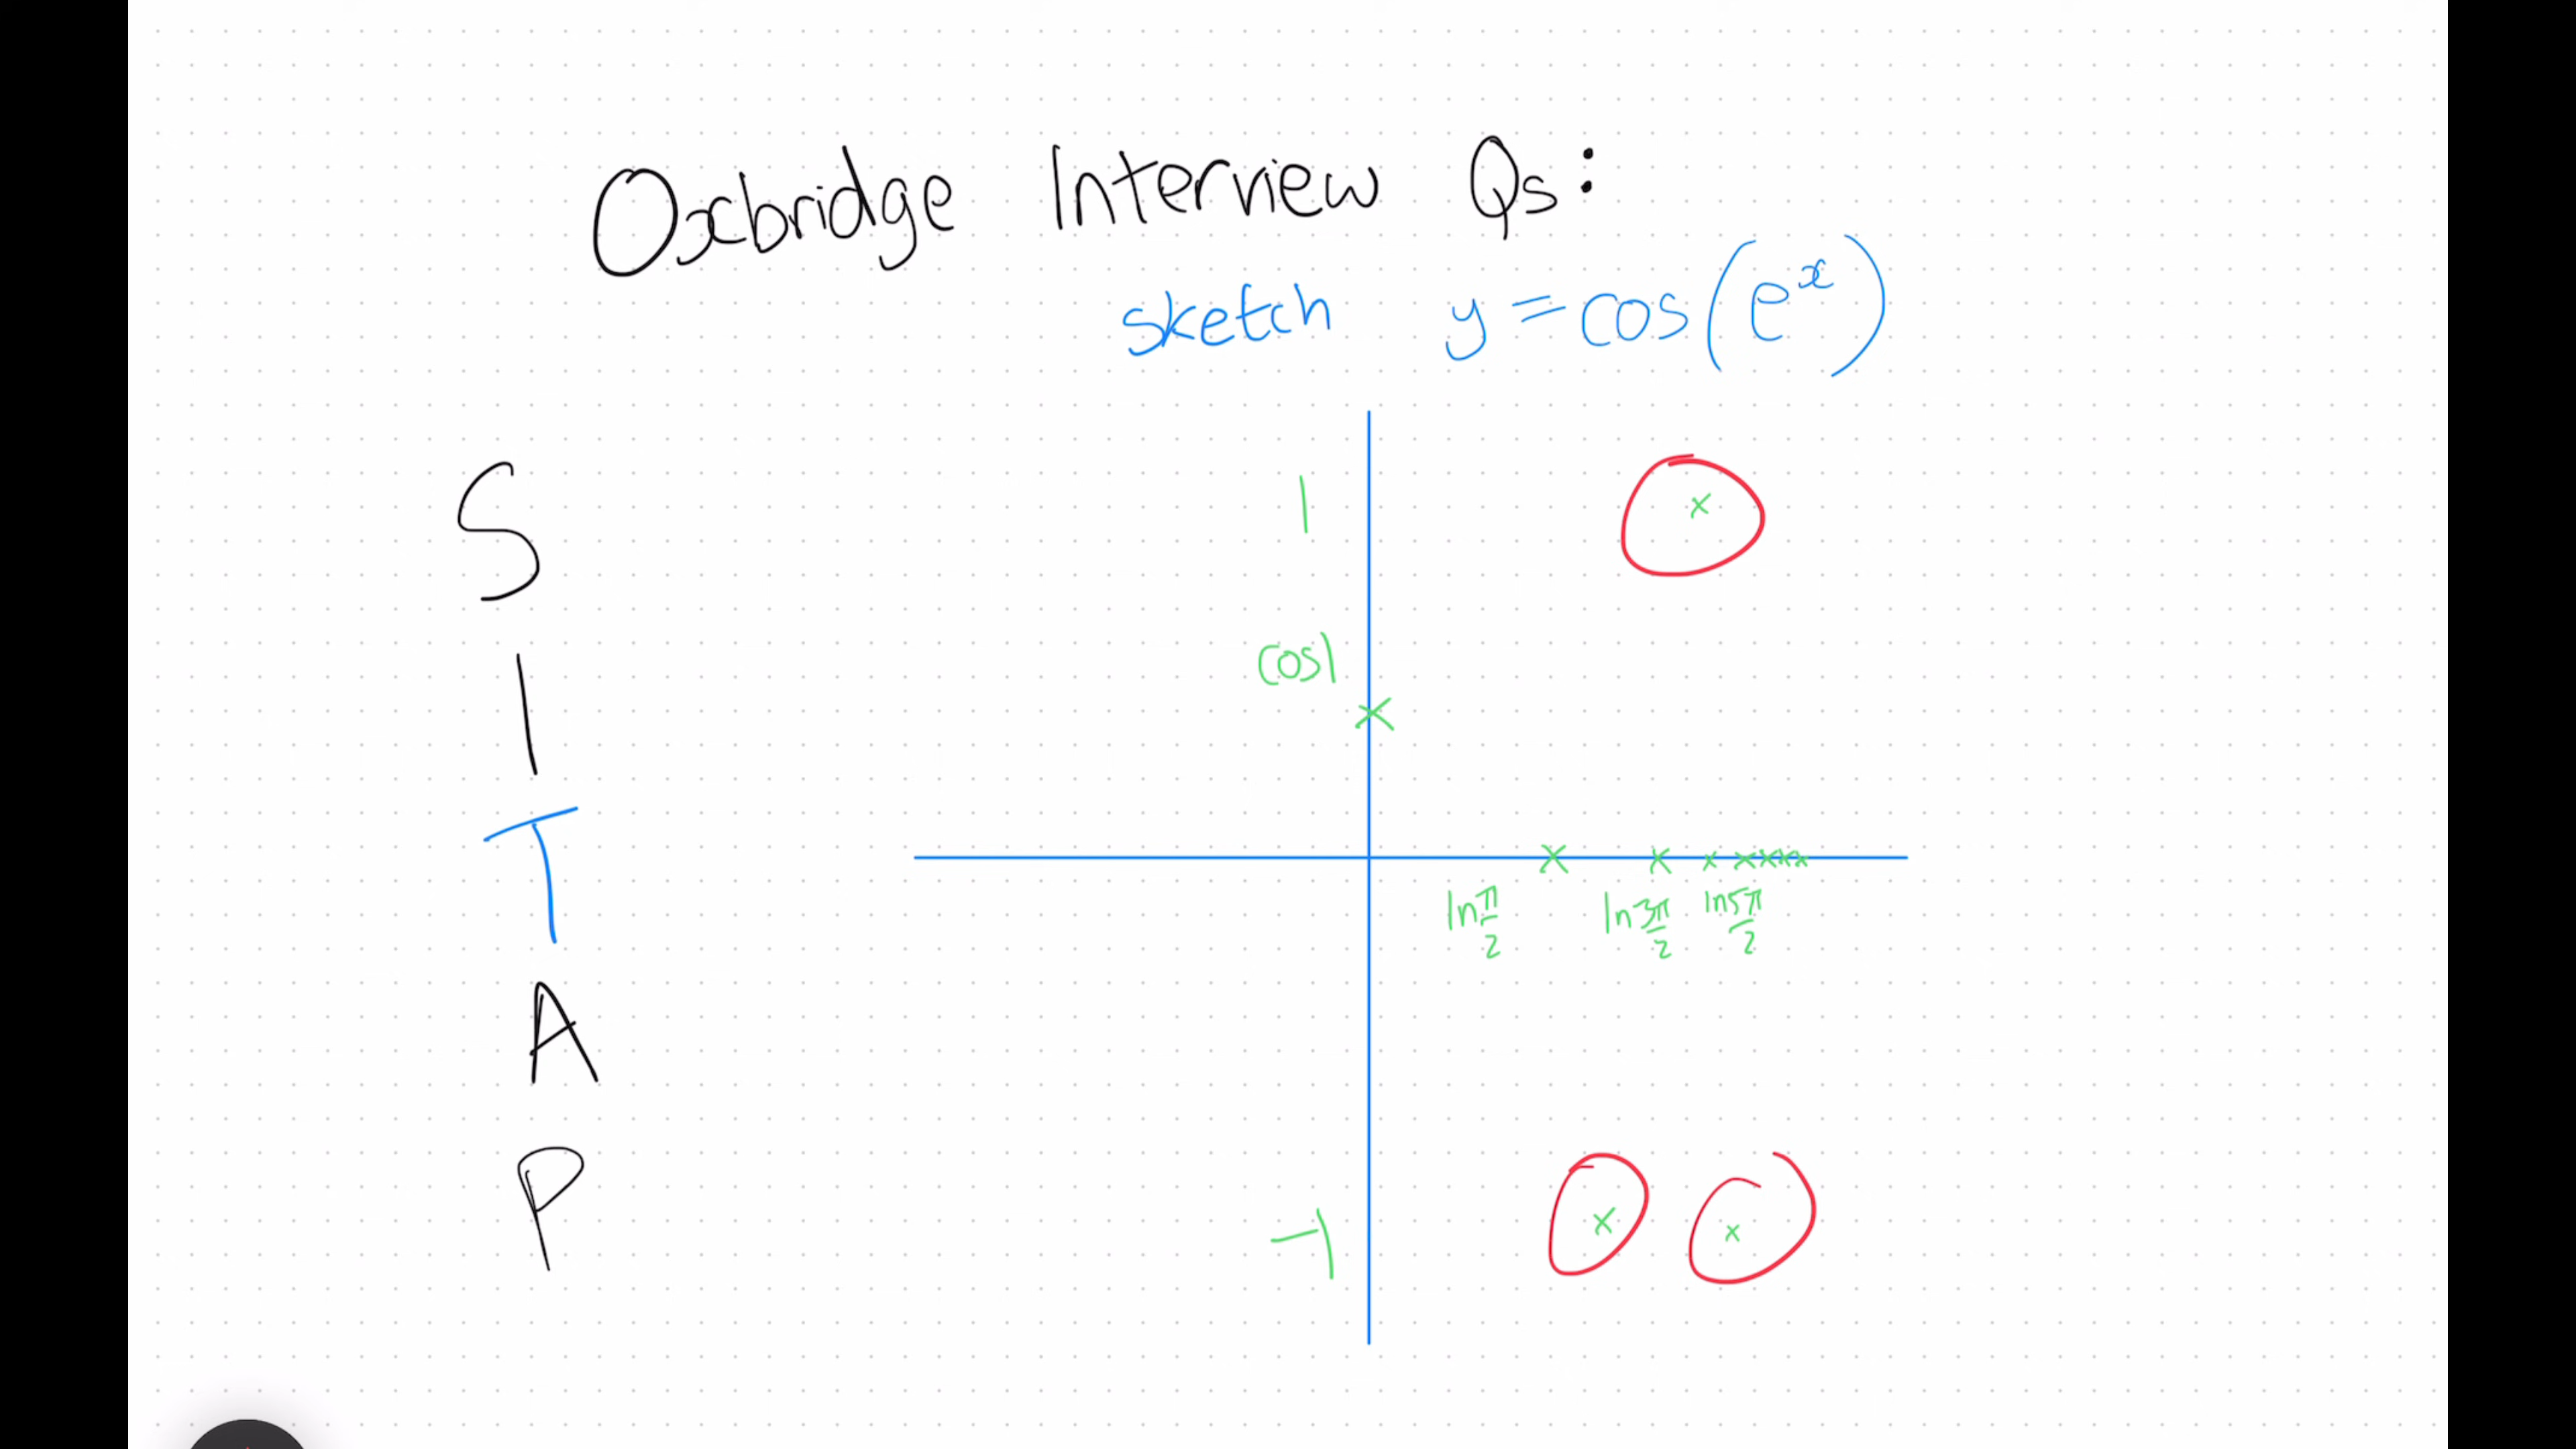 Oxbridge Interview Qs:
sketch y = cos(e^x)
S
I
T
A
P
1
cos1
ln π/2
ln 3π/2
ln 5π/2
-1